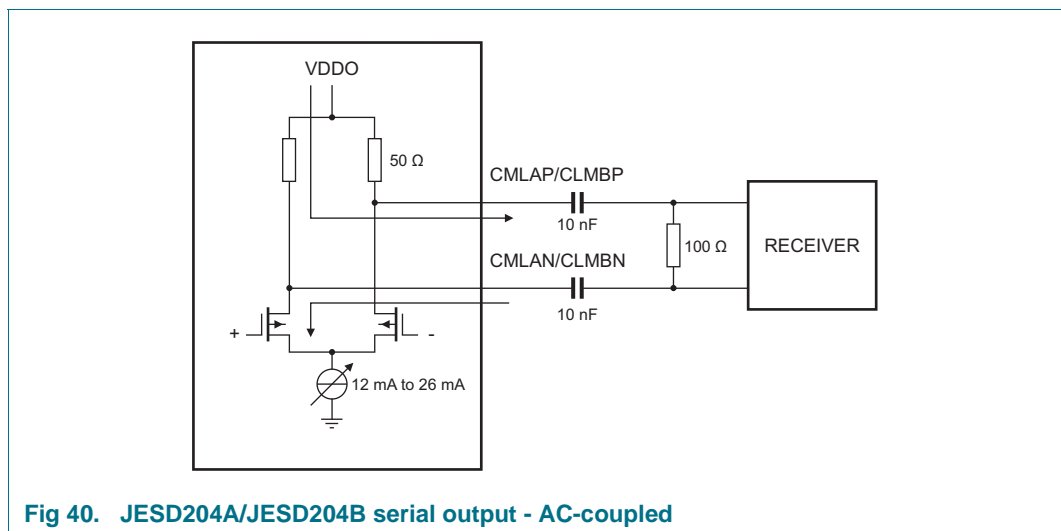 VDDO
50 Ω
CMLAP/CLMBP
10 nF
100 Ω
RECEIVER
CMLAN/CLMBN
10 nF
+
-
12 mA to 26 mA
Fig 40. JESD204A/JESD204B serial output - AC-coupled